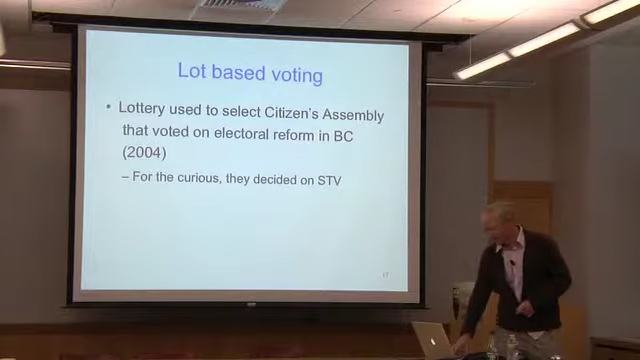 Lot based voting
• Lottery used to select Citizen's Assembly
that voted on electoral reform in BC
(2004)
– For the curious, they decided on STV
17